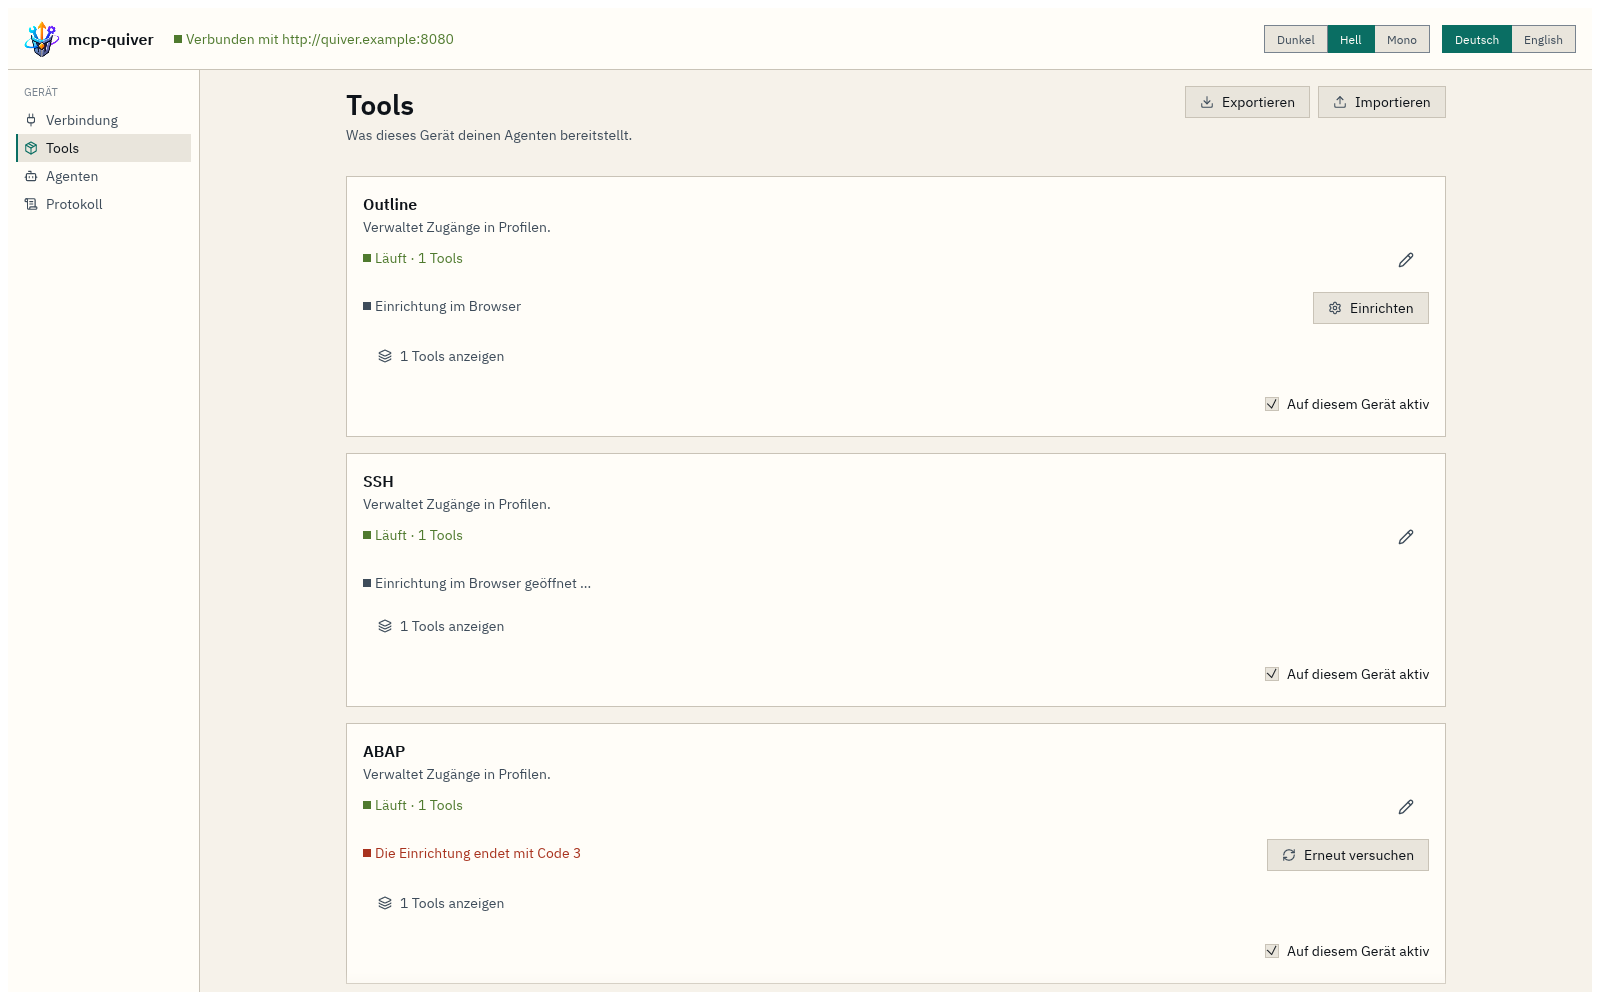 mcp-quiver
Verbunden mit http://quiver.example:8080
Dunkel
Hell
Mono
Deutsch
English
GERÄT
Verbindung
Tools
Agenten
Protokoll
Tools
Was dieses Gerät deinen Agenten bereitstellt.
Exportieren
Importieren
Outline
Verwaltet Zugänge in Profilen.
Läuft · 1 Tools
Einrichtung im Browser
Einrichten
1 Tools anzeigen
Auf diesem Gerät aktiv
SSH
Verwaltet Zugänge in Profilen.
Läuft · 1 Tools
Einrichtung im Browser geöffnet …
1 Tools anzeigen
Auf diesem Gerät aktiv
ABAP
Verwaltet Zugänge in Profilen.
Läuft · 1 Tools
Die Einrichtung endet mit Code 3
Erneut versuchen
1 Tools anzeigen
Auf diesem Gerät aktiv